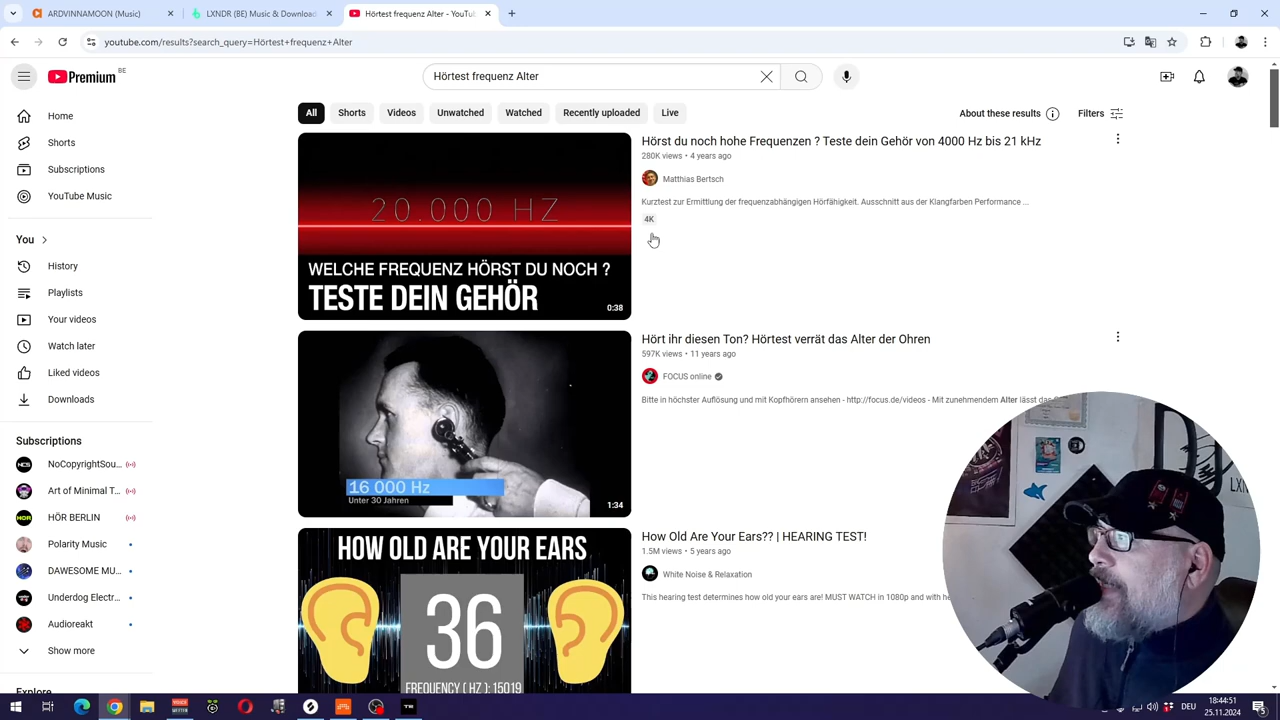 ARDVINAMOON (Music)
LXNDR (BE) Music & Download
Hörtest frequenz Alter - YouTu
youtube.com/results?search_query=Hörtest+frequenz+Alter
Premium BE
Hörtest frequenz Alter
All
Shorts
Videos
Unwatched
Watched
Recently uploaded
Live
About these results
Filters
Home
Shorts
Subscriptions
YouTube Music
You
History
Playlists
Your videos
Watch later
Liked videos
Downloads
Subscriptions
NoCopyrightSou...
Art of Minimal T...
HÖR BERLIN
Polarity Music
DAWESOME MU...
Underdog Electr...
Audioreakt
Show more
Explore
20.000 HZ
WELCHE FREQUENZ HÖRST DU NOCH ?
TESTE DEIN GEHÖR
0:38
Hörst du noch hohe Frequenzen ? Teste dein Gehör von 4000 Hz bis 21 kHz
280K views • 4 years ago
Matthias Bertsch
Kurztest zur Ermittlung der frequenzabhängigen Hörfähigkeit. Ausschnitt aus der Klangfarben Performance ...
4K
16 000 Hz
Unter 30 Jahren
1:34
Hört ihr diesen Ton? Hörtest verrät das Alter der Ohren
597K views • 11 years ago
FOCUS online
Bitte in höchster Auflösung und mit Kopfhörern ansehen - http://focus.de/videos - Mit zunehmendem Alter lässt das
HOW OLD ARE YOUR EARS
36
FREQUENCY ( HZ ): 15019
How Old Are Your Ears?? | HEARING TEST!
1.5M views • 5 years ago
White Noise & Relaxation
This hearing test determines how old your ears are! MUST WATCH in 1080p and with he
LXN
DEU
18:44:51
25.11.2024